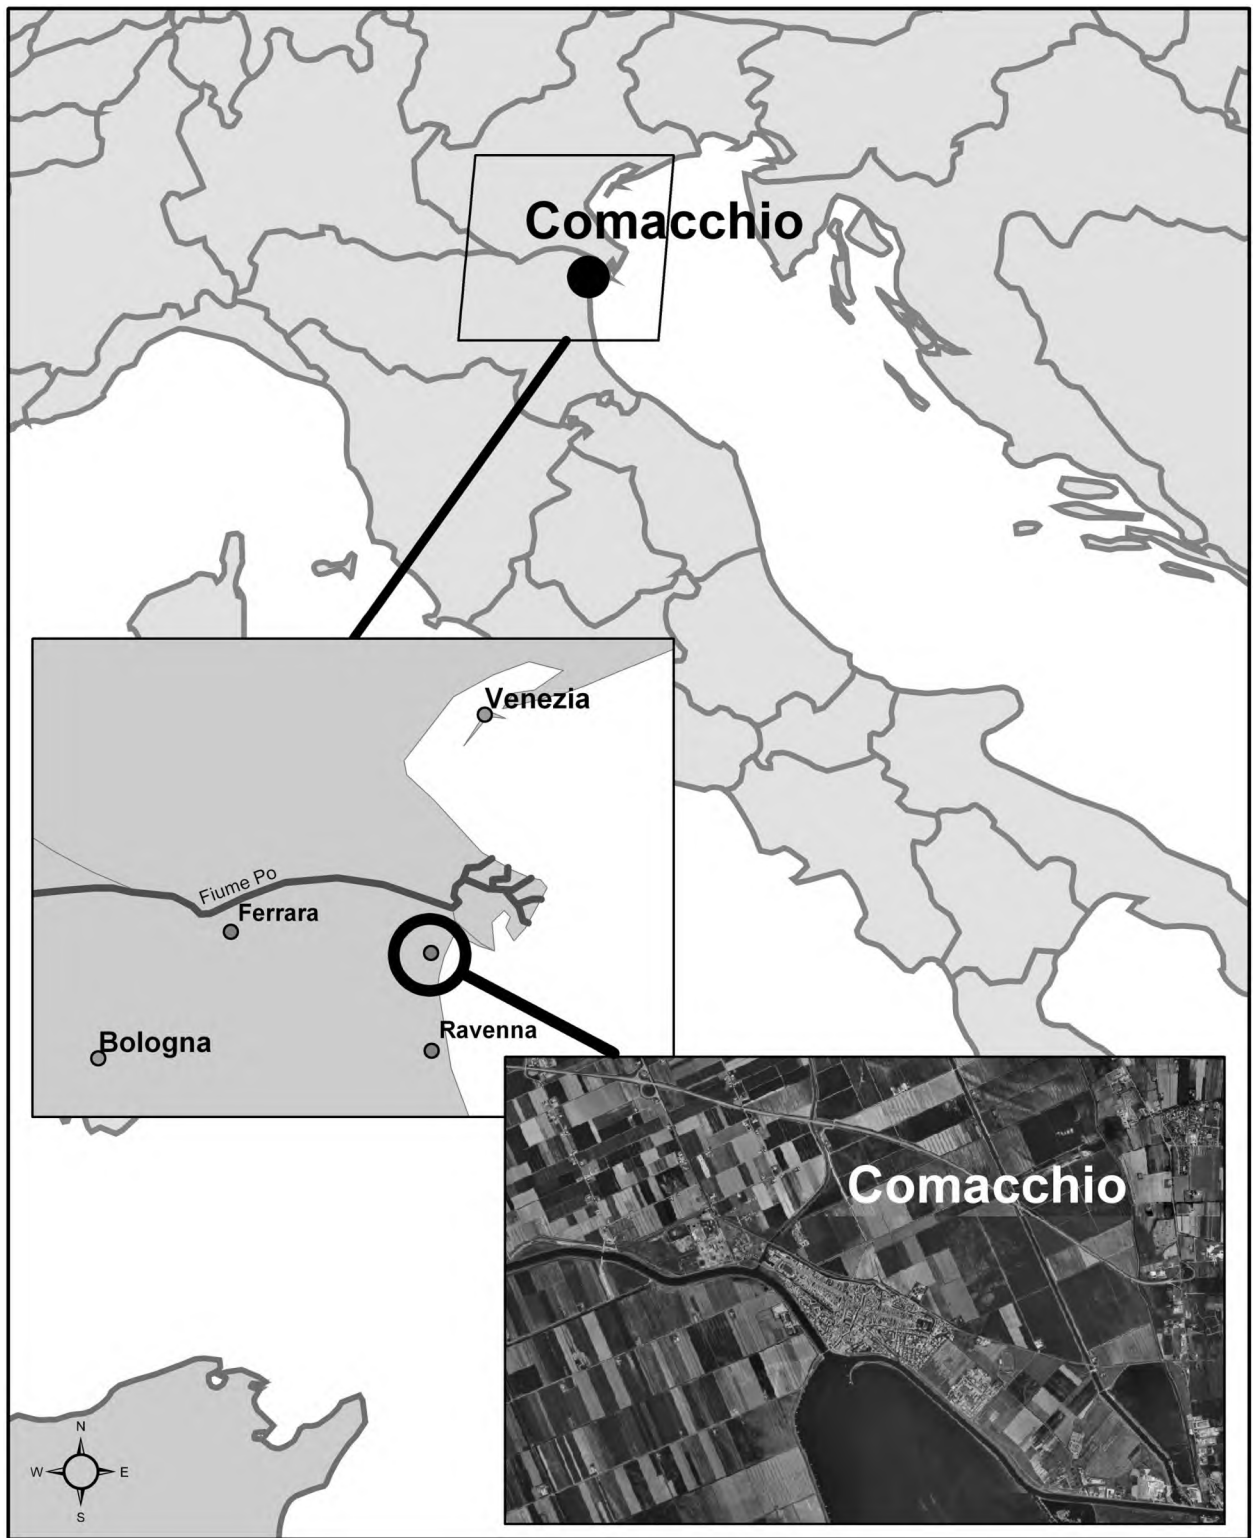 Comacchio
Venezia
Fiume Po
Ferrara
Ravenna
Bologna
Comacchio
N
W
E
S